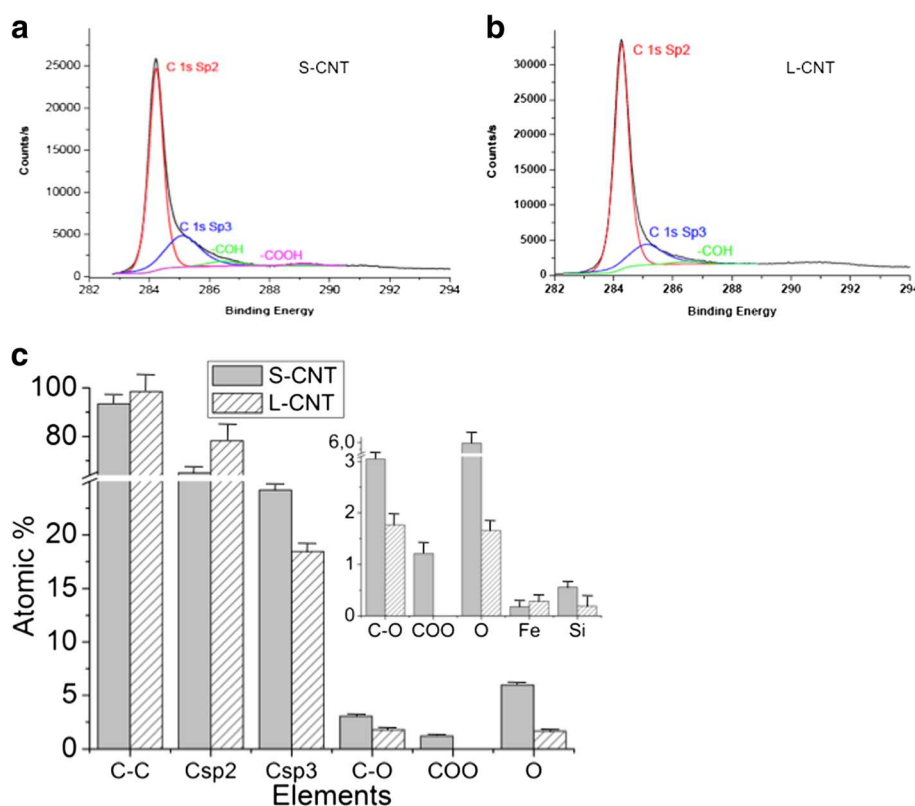 a
C 1s Sp2
S-CNT
C 1s Sp3
-COH
-COOH
25000
20000
15000
10000
5000
0
Counts/s
282 284 286 288 290 292 294
Binding Energy
b
C 1s Sp2
L-CNT
C 1s Sp3
-COH
30000
25000
20000
15000
10000
5000
0
Counts/s
282 284 286 288 290 292 294
Binding Energy
c
S-CNT
L-CNT
100
80
20
15
10
5
0
Atomic %
C-C Csp2 Csp3 C-O COO O
Elements
6,0
3
2
1
0
C-O COO O Fe Si